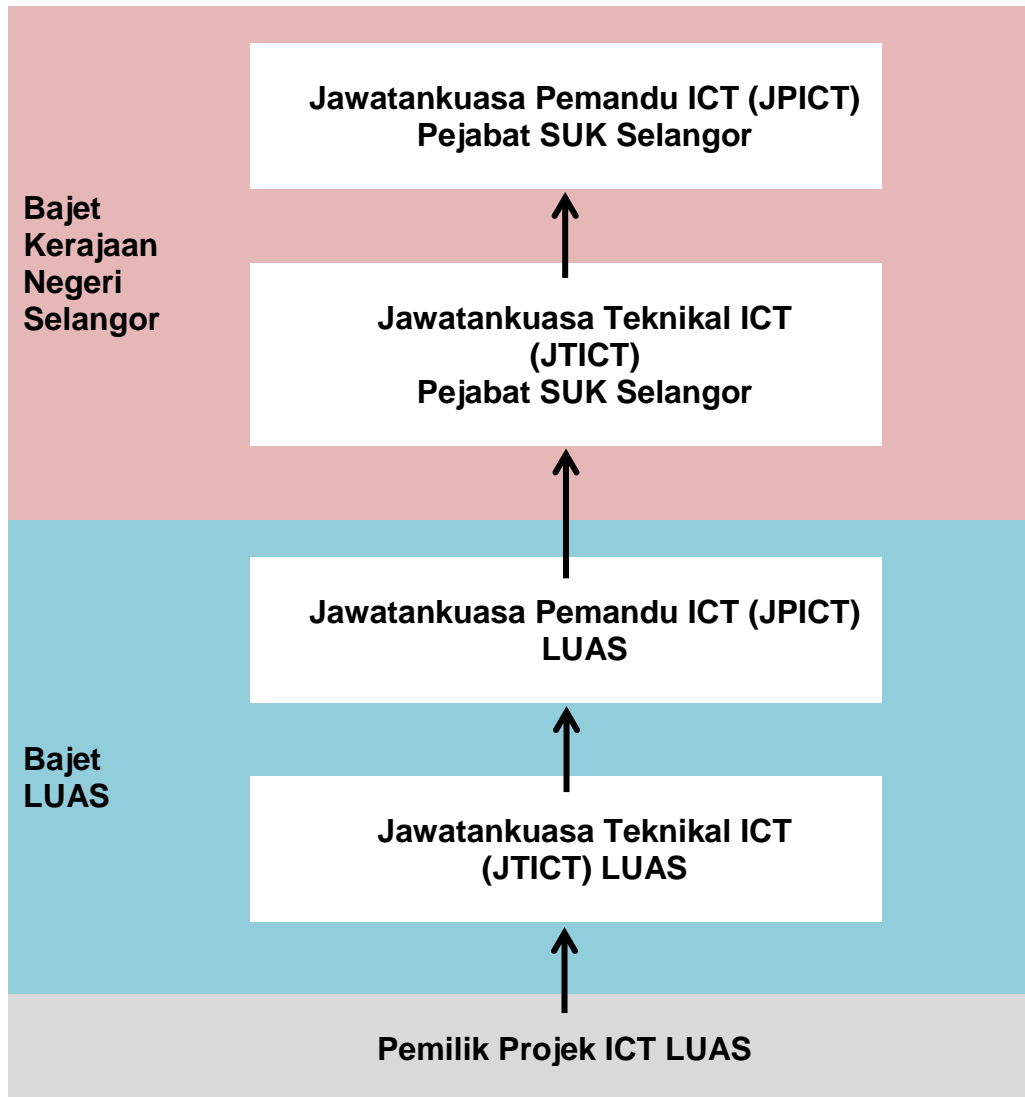 Jawatankuasa Pemandu ICT (JPICT)
Pejabat SUK Selangor
Bajet
Kerajaan
Negeri
Selangor
Jawatankuasa Teknikal ICT
(JTICT)
Pejabat SUK Selangor
Jawatankuasa Pemandu ICT (JPICT)
LUAS
Bajet
LUAS
Jawatankuasa Teknikal ICT
(JTICT) LUAS
Pemilik Projek ICT LUAS